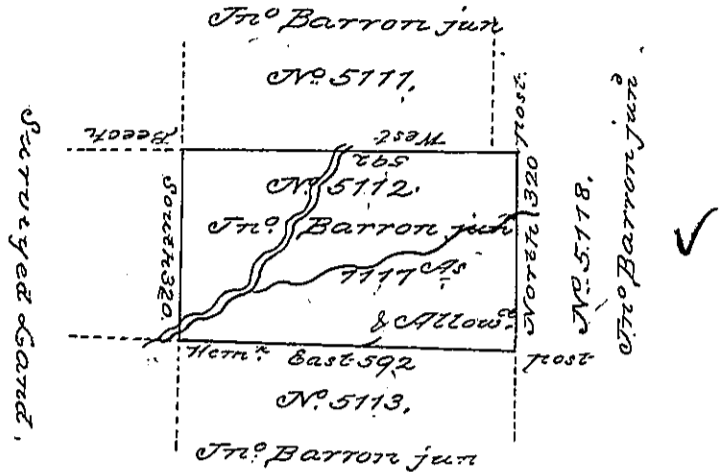 Jnº Barron jun
Nº 5111.
Beech
West
592
Post
Nº 5112.
Jnº Barron jun
1117 As
& Allowce
South 320.
North 320
Nº 5118.
Jnº Barron jun
Surveyed Land.
Hemk
East 592
Post
Nº 5113.
Jnº Barron jun